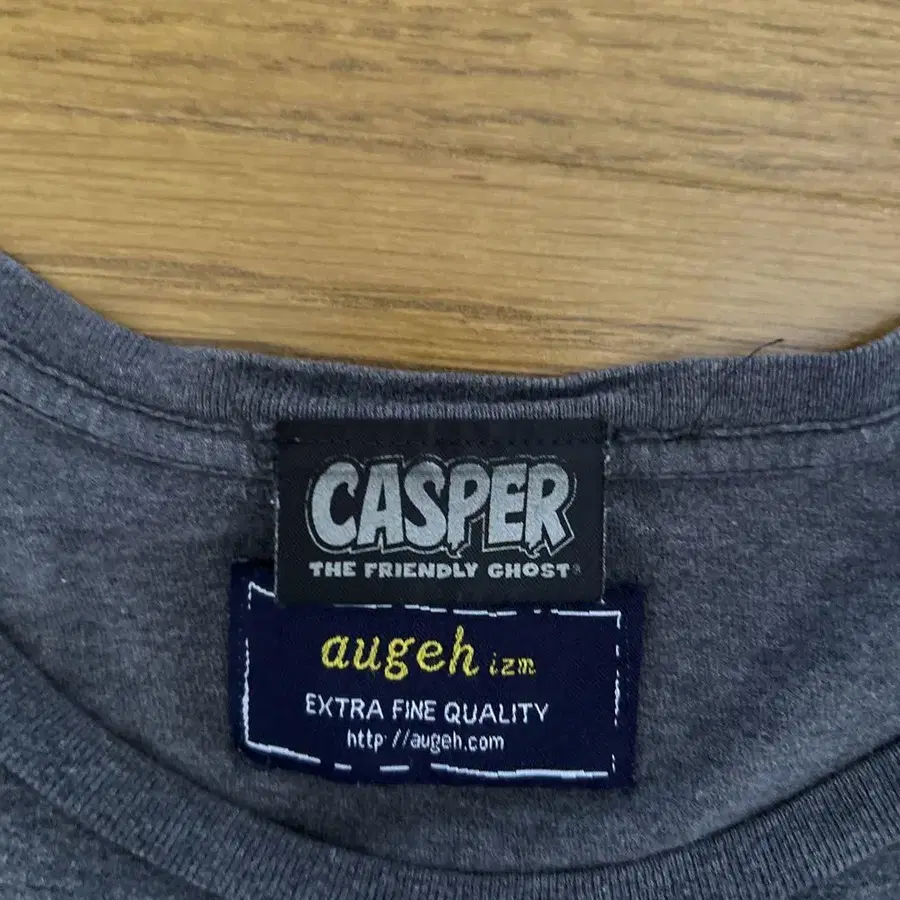 CASPER
THE FRIENDLY GHOST®
augeh izm
EXTRA FINE QUALITY
http://augeh.com